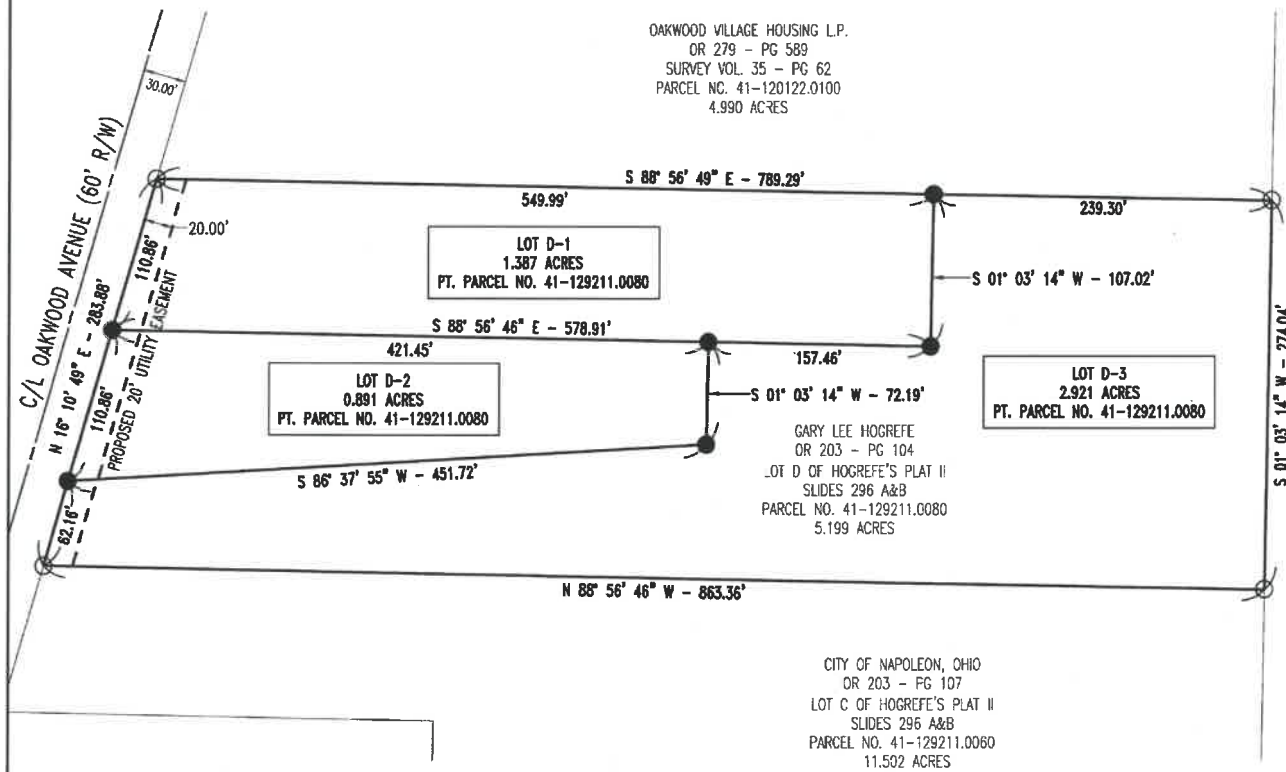 OAKWOOD VILLAGE HOUSING L.P.
OR 279 - PG 589
SURVEY VOL. 35 - PG 62
PARCEL NC. 41-120122.0100
4.990 ACRES
30.00'
C/L OAKWOOD AVENUE (60' R/W)
S 88° 56' 49" E - 789.29'
549.99'
239.30'
20.00'
110.86'
N 16° 10' 49" E - 283.88'
PROPOSED 20' UTILITY EASEMENT
LOT D-1
1.387 ACRES
PT. PARCEL NO. 41-129211.0080
S 01° 03' 14" W - 107.02'
S 88° 56' 46" E - 578.91'
421.45'
157.46'
110.86'
LOT D-2
0.891 ACRES
PT. PARCEL NO. 41-129211.0080
S 01° 03' 14" W - 72.19'
LOT D-3
2.921 ACRES
PT. PARCEL NO. 41-129211.0080
S 01° 03' 14" W - 274.04'
GARY LEE HOGREFE
OR 203 - PG 104
LOT D OF HOGREFE'S PLAT II
SLIDES 296 A&B
PARCEL NO. 41-129211.0080
5.199 ACRES
S 86° 37' 55" W - 451.72'
62.16'
N 88° 56' 46" W - 863.36'
CITY OF NAPOLEON, OHIO
OR 203 - PG 107
LOT C OF HOGREFE'S PLAT II
SLIDES 296 A&B
PARCEL NO. 41-129211.0060
11.502 ACRES